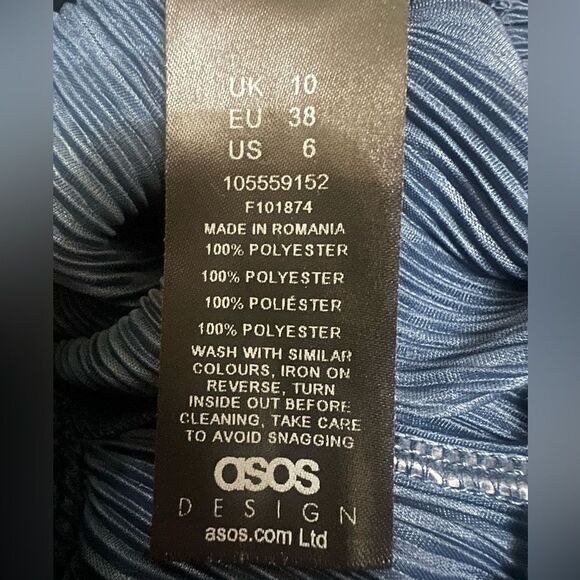 UK 10
EU 38
US 6
105559152
F101874
MADE IN ROMANIA
100% POLYESTER
100% POLYESTER
100% POLIÉSTER
100% POLYESTER
WASH WITH SIMILAR
COLOURS, IRON ON
REVERSE, TURN
INSIDE OUT BEFORE
CLEANING, TAKE CARE
TO AVOID SNAGGING
asos
DESIGN
asos.com Ltd